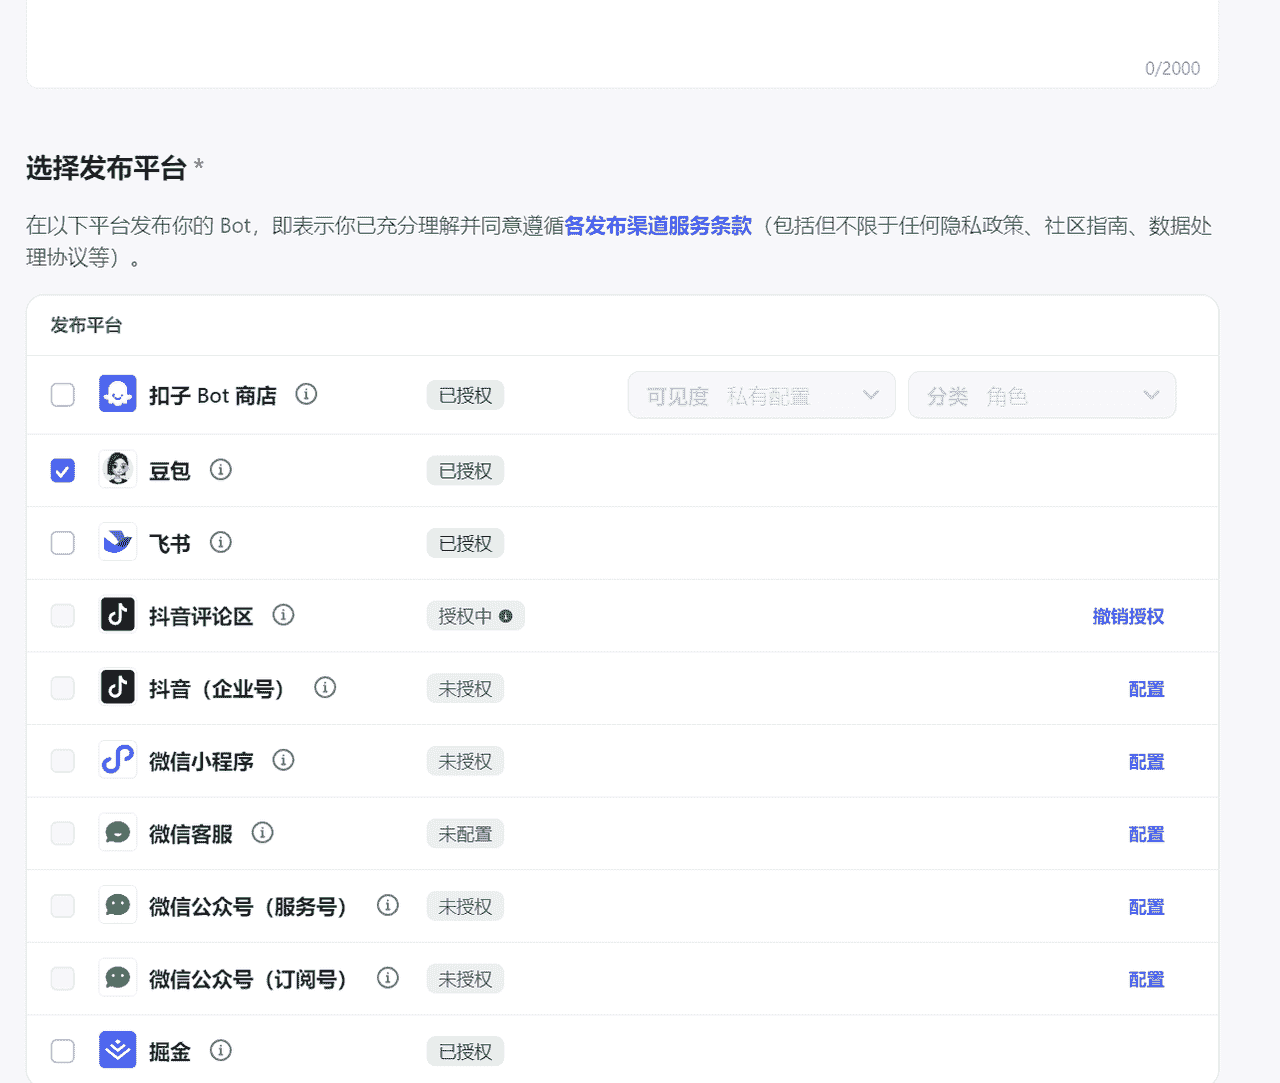 0/2000
选择发布平台 *
在以下平台发布你的 Bot，即表示你已充分理解并同意遵循各发布渠道服务条款（包括但不限于任何隐私政策、社区指南、数据处
理协议等）。
发布平台
扣子 Bot 商店 已授权 可见度 私有配置 分类 角色
豆包 已授权
飞书 已授权
抖音评论区 授权中 撤销授权
抖音（企业号） 未授权 配置
微信小程序 未授权 配置
微信客服 未配置 配置
微信公众号（服务号） 未授权 配置
微信公众号（订阅号） 未授权 配置
掘金 已授权